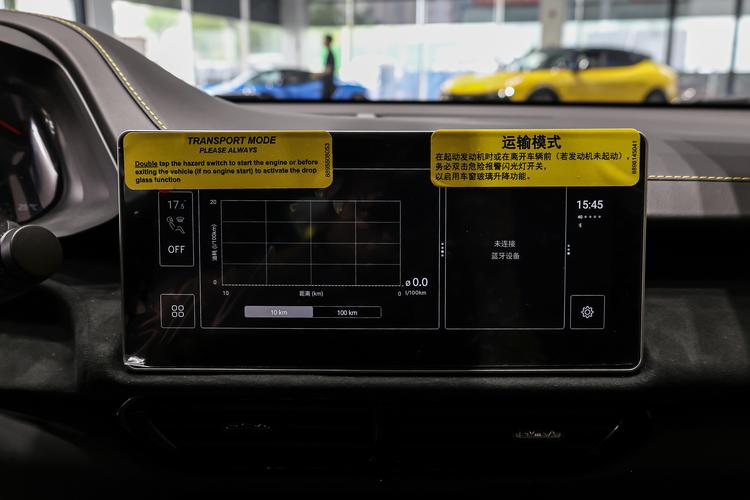 TRANSPORT MODE
PLEASE ALWAYS
Double tap the hazard switch to start the engine or before
exiting the vehicle (if no engine start) to activate the drop
glass function
运输模式
在起动发动机时或在离开车辆前（若发动机未起动），
务必双击危险报警闪光灯开关，
以启用车窗玻璃升降功能。
17.5
OFF
20
油耗 (l/100km)
0
10
距离 (km)
0
ø 0.0
l/100km
10 km
100 km
未连接
蓝牙设备
15:45
4G